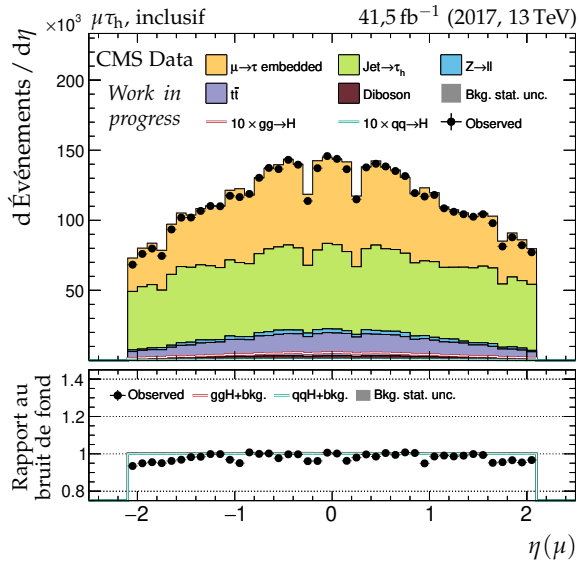 μτh, inclusif 41,5 fb⁻¹ (2017, 13 TeV)
×10³
CMS Data
Work in
progress
μ→τ embedded Jet→τh Z→ll
tt̄ Diboson Bkg. stat. unc.
10 × gg→H 10 × qq→H Observed
d Événements / dη
200
150
100
50
Observed ggH+bkg. qqH+bkg. Bkg. stat. unc.
Rapport au
bruit de fond
1.4
1.2
1
0.8
−2 −1 0 1 2
η(μ)